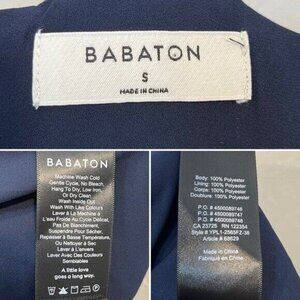 BABATON
S
MADE IN CHINA
BABATON
Machine Wash Cold
Gentle Cycle, No Bleach,
Hang To Dry, Low Iron,
Or Dry Clean
Wash Inside Out
Wash With Like Colours
Laver À La Machine À
L'eau Froide, Cycle Délicat,
Pas De Blanchiment,
Suspendre Pour Sécher,
Repasser À Basse Température,
Ou Nettoyer À Sec
Laver À L'envers
Laver Avec Des Couleurs
Semblables
A little love
goes a long way.
Body: 100% Polyester
Lining: 100% Polyester
Corps: 100% Polyester
Doublure: 100% Polyester
P.O. # 4500089746
P.O. # 4500089747
P.O. # 4500089748
CA 23725 RN 122354
Article # 68629
Made in China
Fabriqué en Chine